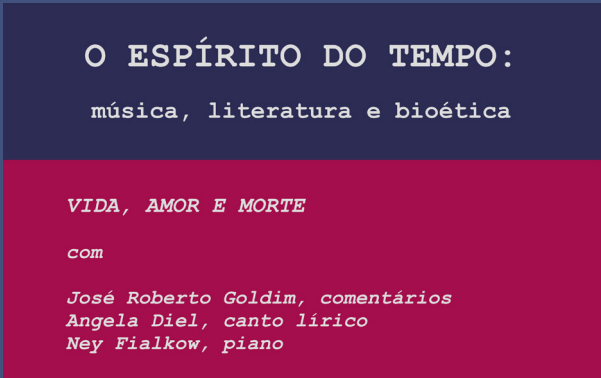 O ESPÍRITO DO TEMPO:
música, literatura e bioética
VIDA, AMOR E MORTE
com
José Roberto Goldim, comentários
Angela Diel, canto lírico
Ney Fialkow, piano